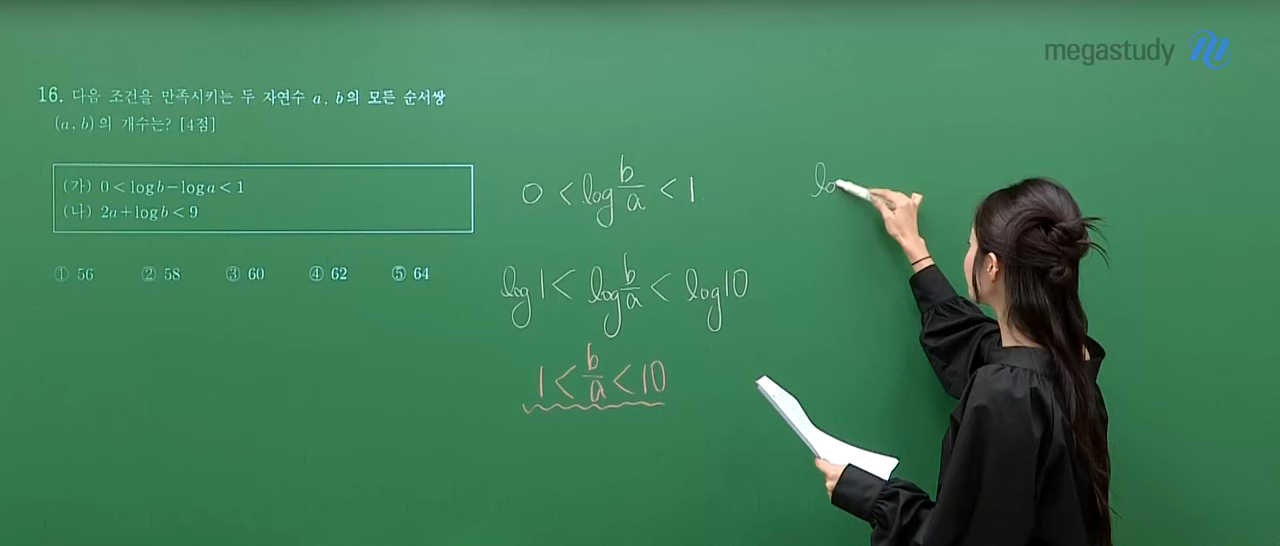 megastudy
16. 다음 조건을 만족시키는 두 자연수 a, b의 모든 순서쌍
(a, b)의 개수는? [4점]
(가) 0<log b−log a<1
(나) 2a+log b<9
① 56 ② 58 ③ 60 ④ 62 ⑤ 64
0 < log b/a < 1
log 1 < log b/a < log 10
1 < b/a < 10
lo